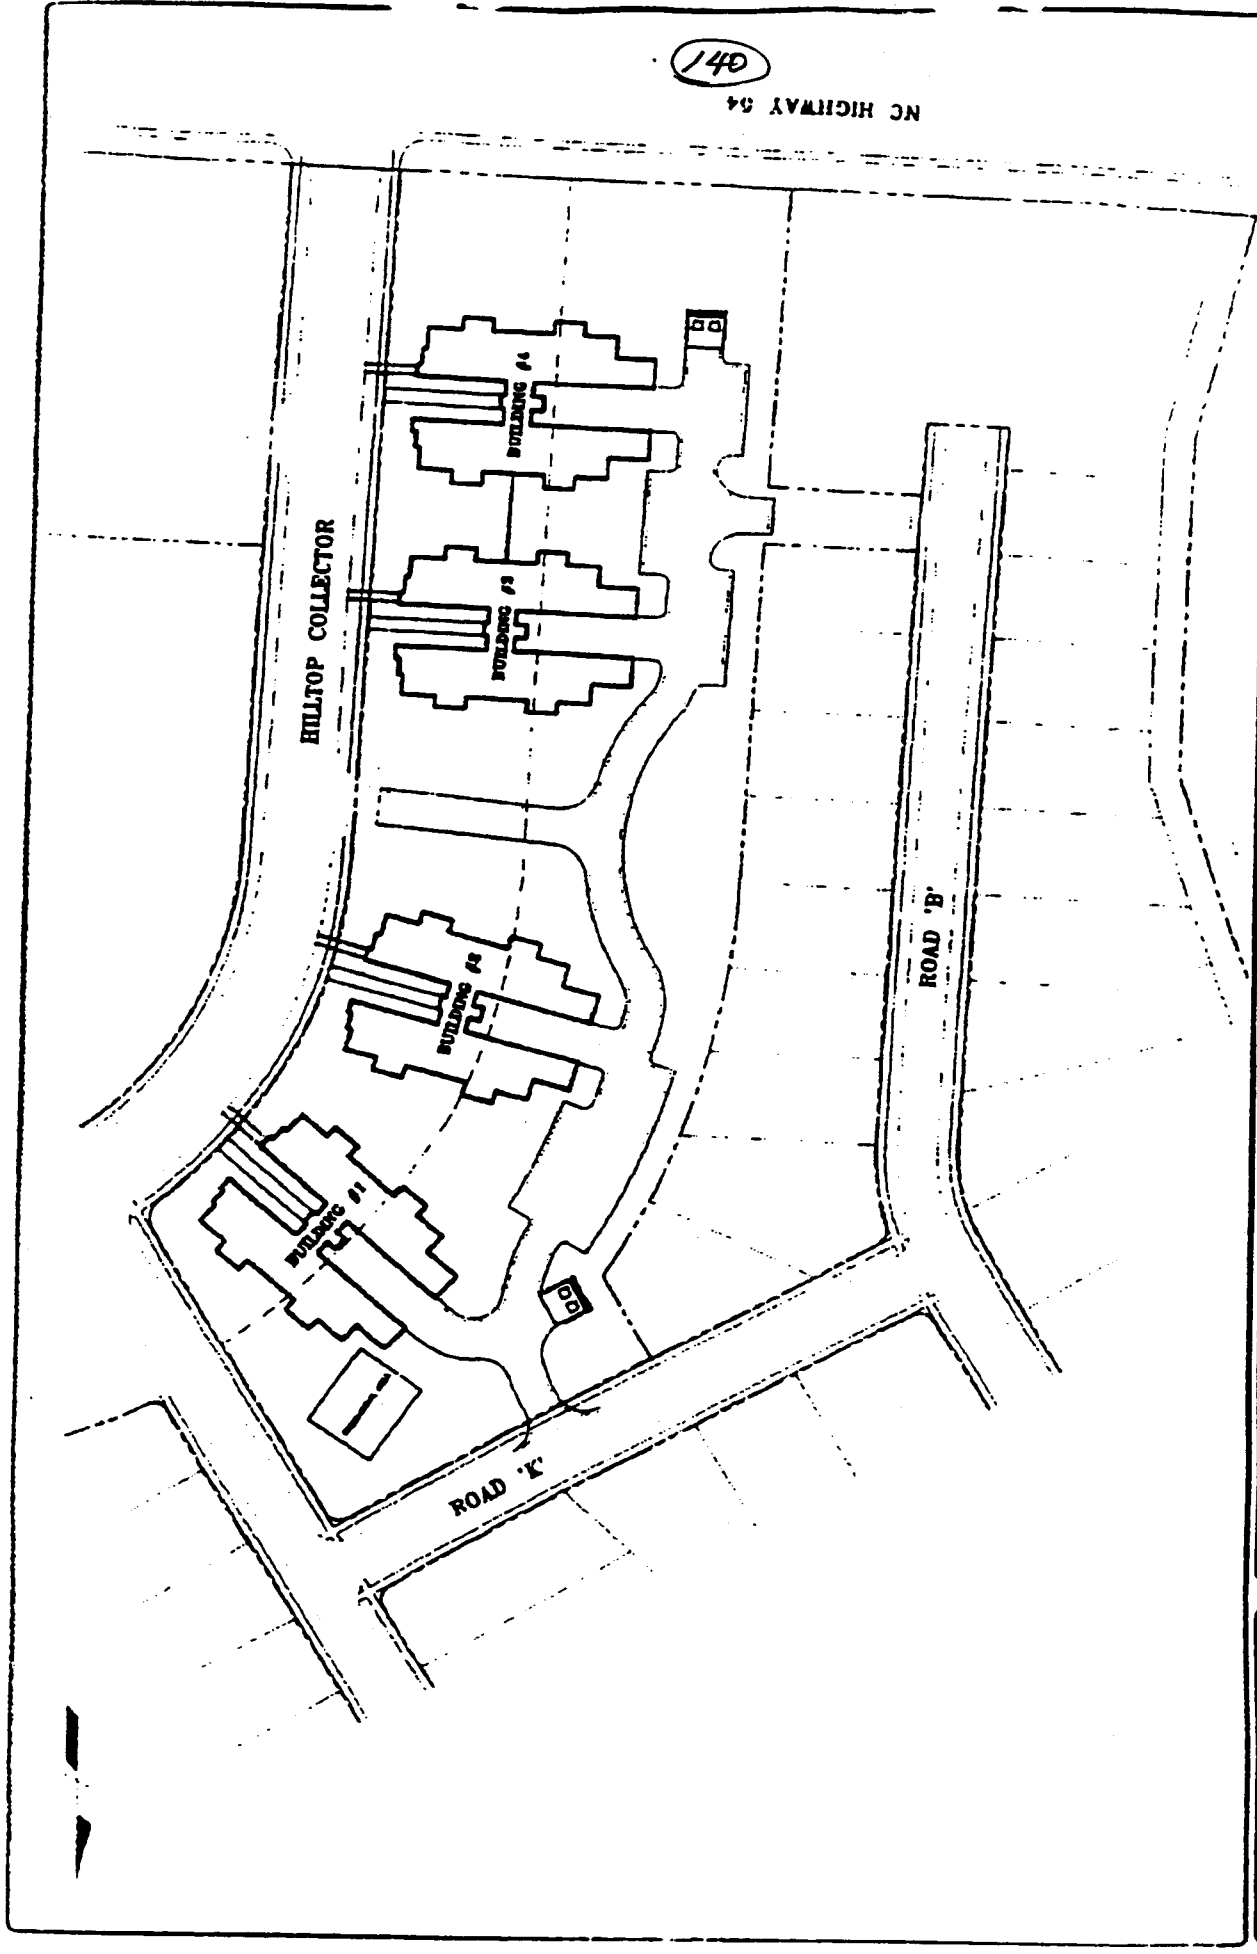 140
NC HIGHWAY 54
BUILDING #4
HILLTOP COLLECTOR
BUILDING #3
ROAD 'B'
BUILDING #2
BUILDING #1
ROAD 'K'